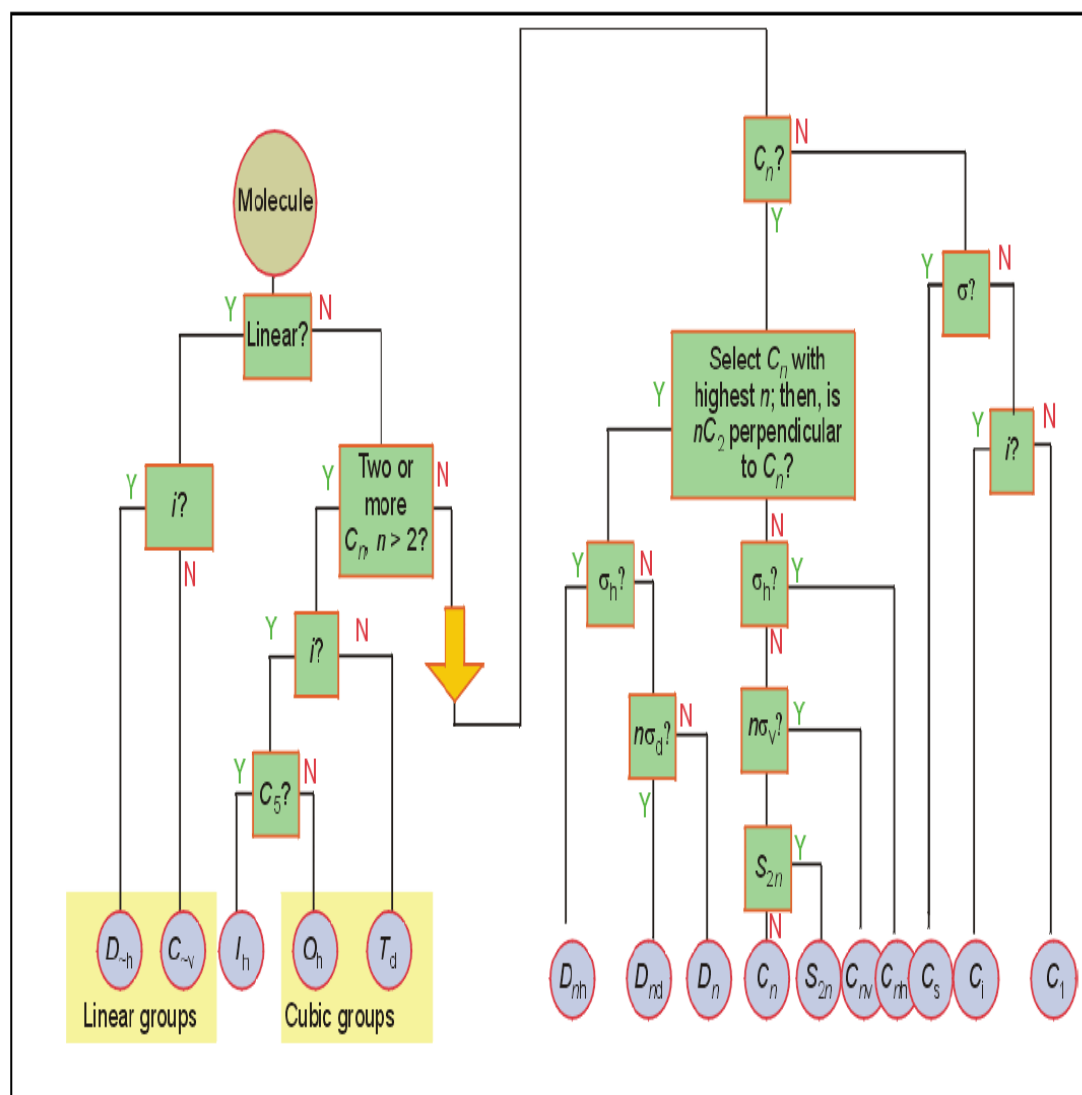 Molecule
Y
N
Linear?
Y
i?
N
Y
Two or
more
Cn, n > 2?
N
Y
i?
N
Y
C5?
N
D~h
C~v
Ih
Oh
Td
Linear groups
Cubic groups
Cn?
N
Y
Y
σ?
N
Y
i?
N
Select Cn with
highest n; then, is
nC2 perpendicular
to Cn?
Y
N
Y
σh?
N
σh?
Y
N
nσd?
N
Y
nσv?
Y
S2n
Y
N
Dnh
Dnd
Dn
Cn
S2n
Cnv
Cnh
Cs
Ci
C1